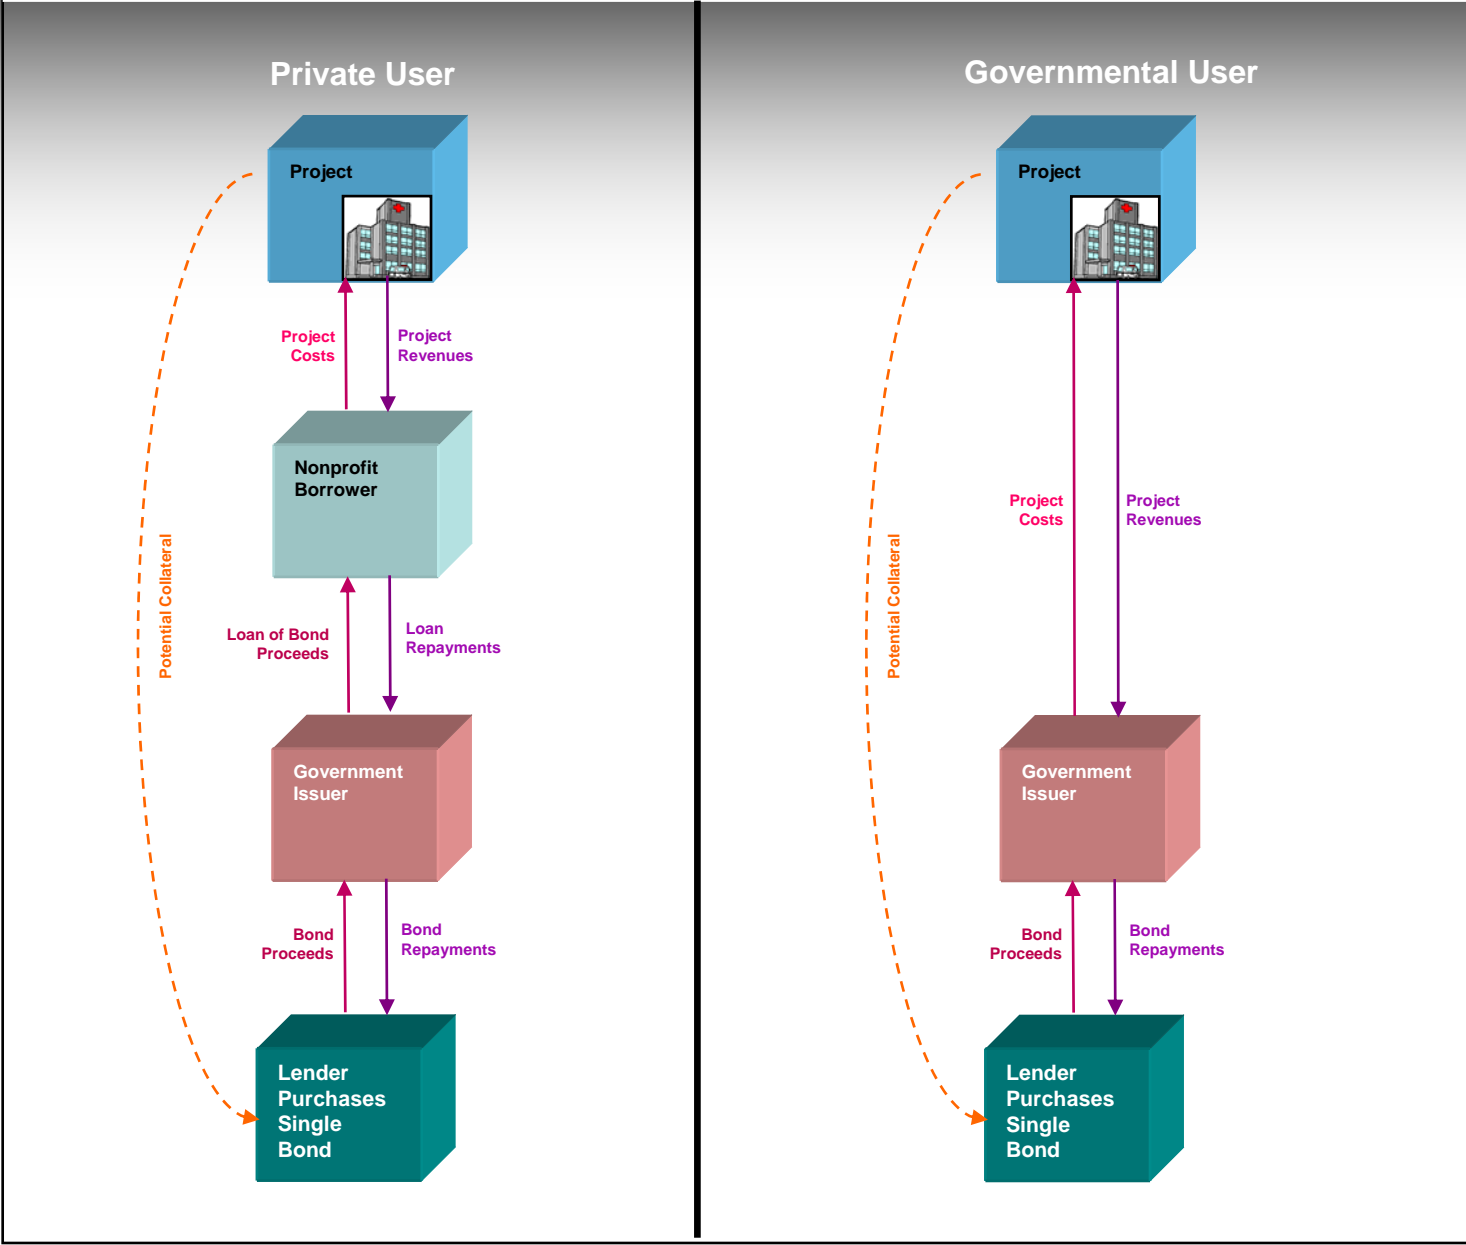 Private User
Project
Project
Costs
Project
Revenues
Nonprofit
Borrower
Potential Collateral
Loan of Bond
Proceeds
Loan
Repayments
Government
Issuer
Bond
Proceeds
Bond
Repayments
Lender
Purchases
Single
Bond
Governmental User
Project
Project
Costs
Project
Revenues
Potential Collateral
Government
Issuer
Bond
Proceeds
Bond
Repayments
Lender
Purchases
Single
Bond